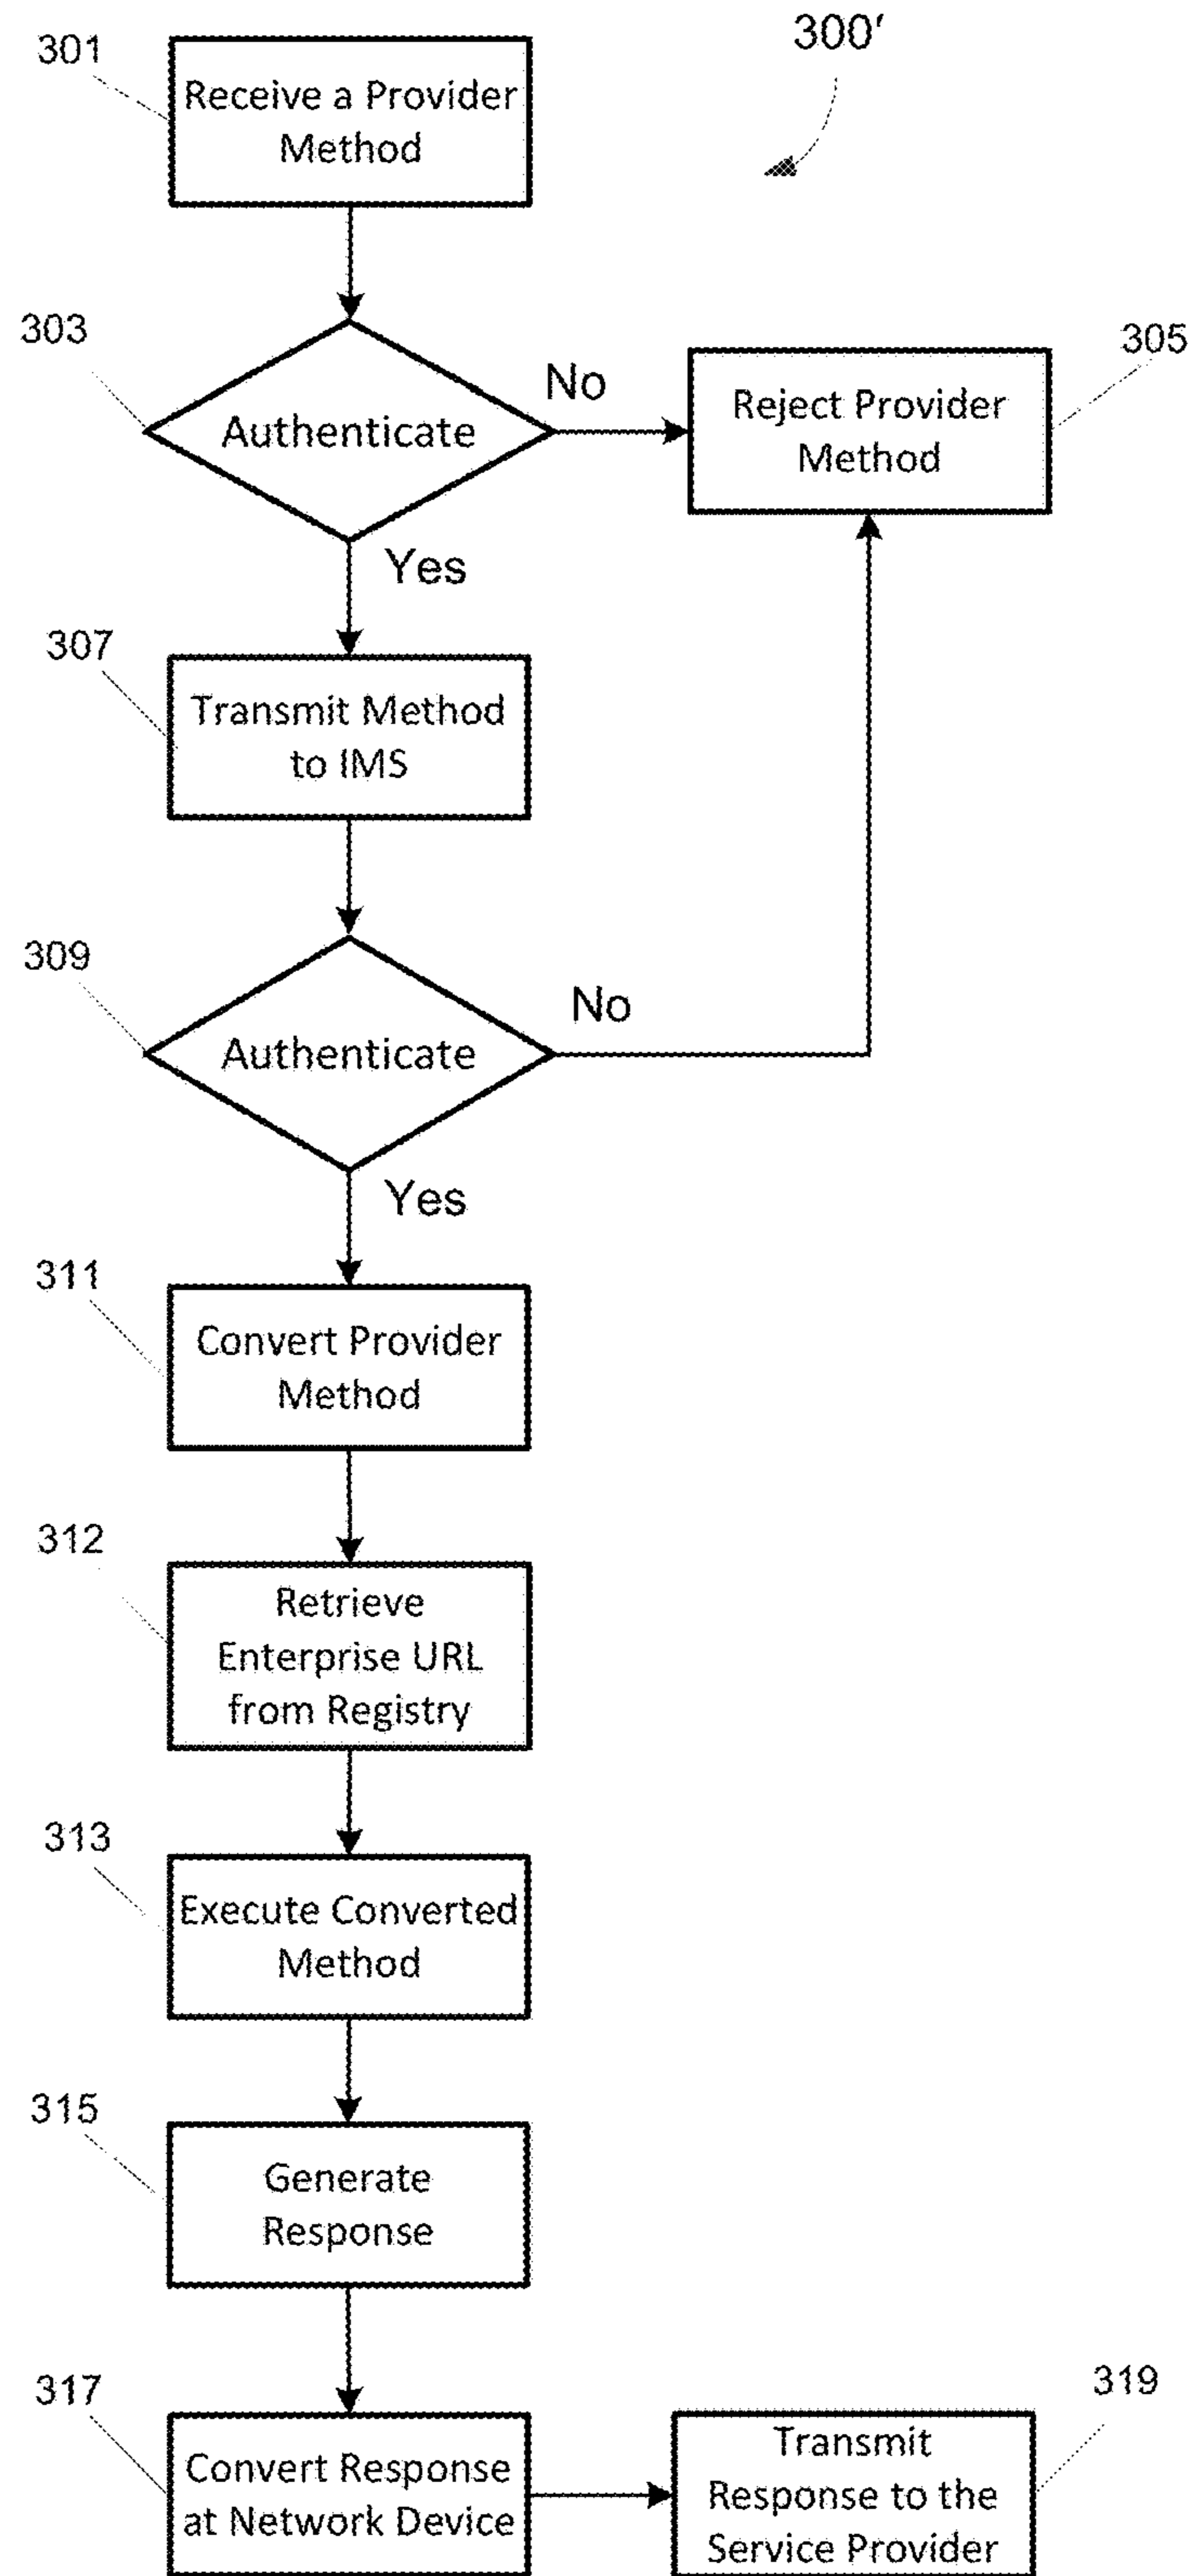 300′
301
Receive a Provider
Method
303
Authenticate
No
Yes
305
Reject Provider
Method
307
Transmit Method
to IMS
309
Authenticate
No
Yes
311
Convert Provider
Method
312
Retrieve
Enterprise URL
from Registry
313
Execute Converted
Method
315
Generate
Response
317
Convert Response
at Network Device
319
Transmit
Response to the
Service Provider